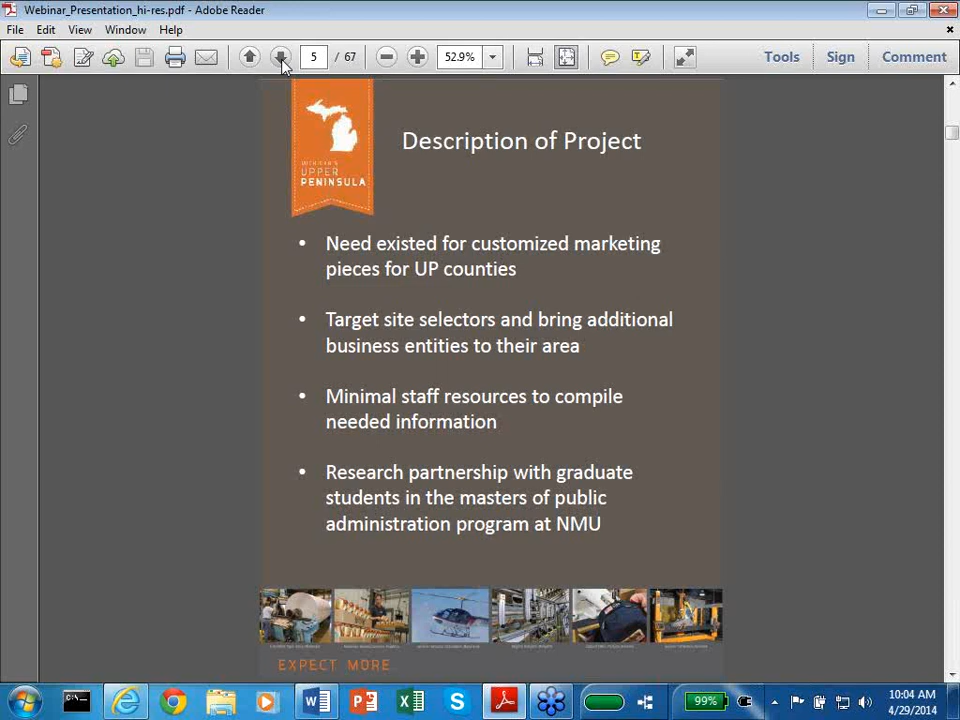 Webinar_Presentation_hi-res.pdf - Adobe Reader
File Edit View Window Help
5 / 67 52.9% Tools Sign Comment
MICHIGAN'S
UPPER
PENINSULA
Description of Project
• Need existed for customized marketing
pieces for UP counties
• Target site selectors and bring additional
business entities to their area
• Minimal staff resources to compile
needed information
• Research partnership with graduate
students in the masters of public
administration program at NMU
EXPECT MORE
99%
10:04 AM
4/29/2014